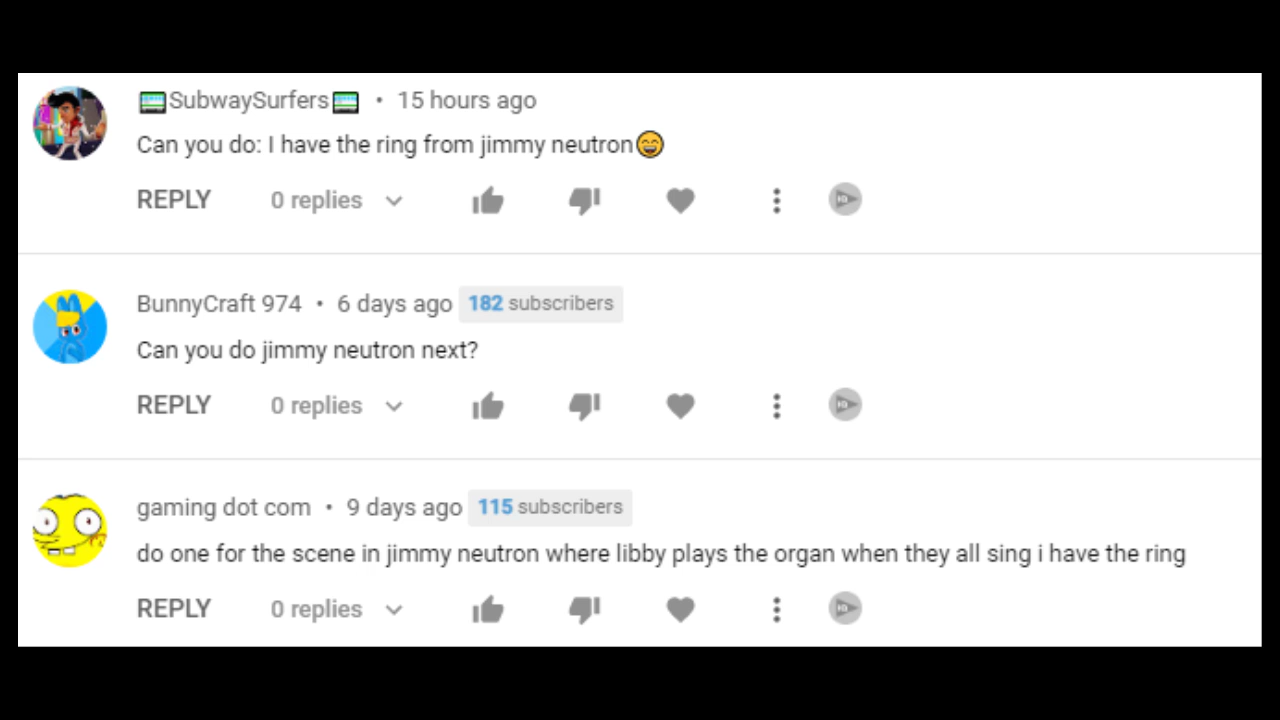 SubwaySurfers • 15 hours ago
Can you do: I have the ring from jimmy neutron😄
REPLY 0 replies
BunnyCraft 974 • 6 days ago 182 subscribers
Can you do jimmy neutron next?
REPLY 0 replies
gaming dot com • 9 days ago 115 subscribers
do one for the scene in jimmy neutron where libby plays the organ when they all sing i have the ring
REPLY 0 replies